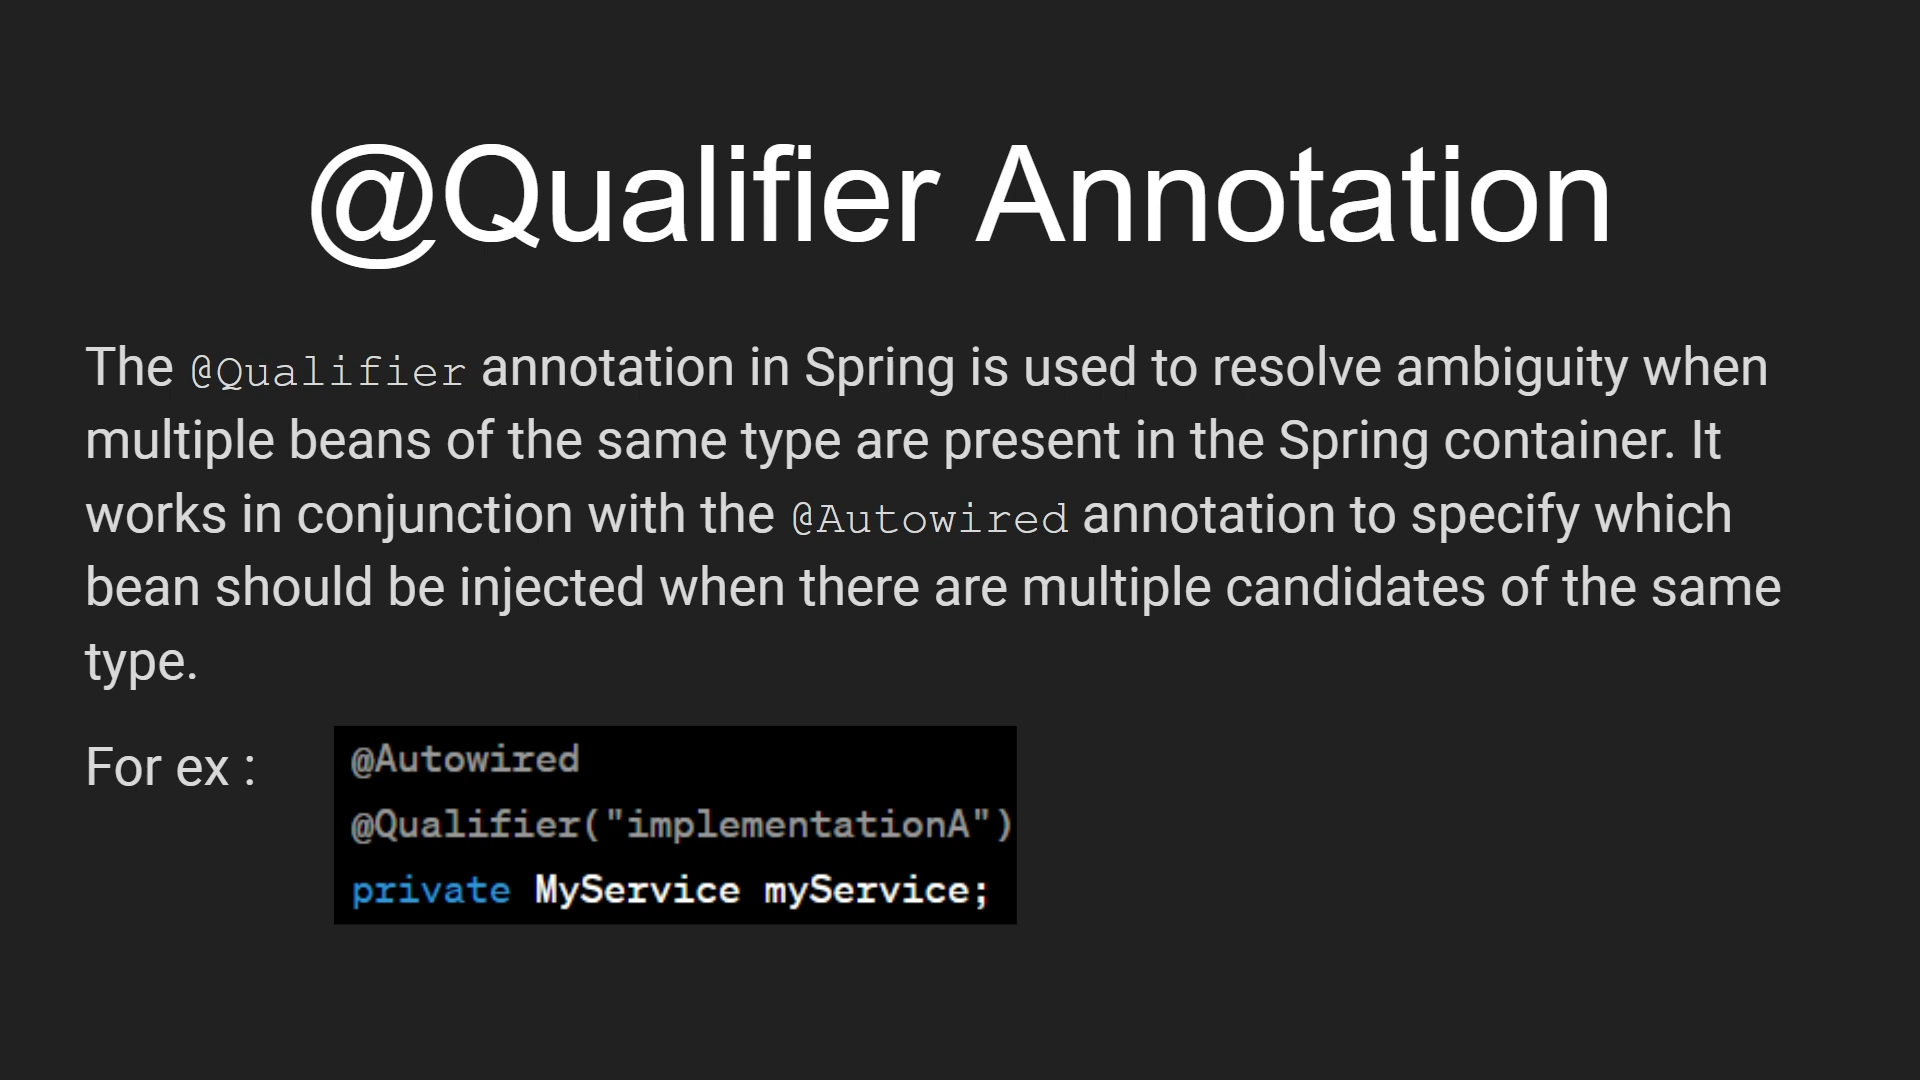 @Qualifier Annotation
The @Qualifier annotation in Spring is used to resolve ambiguity when
multiple beans of the same type are present in the Spring container. It
works in conjunction with the @Autowired annotation to specify which
bean should be injected when there are multiple candidates of the same
type.
For ex :
@Autowired
@Qualifier("implementationA")
private MyService myService;